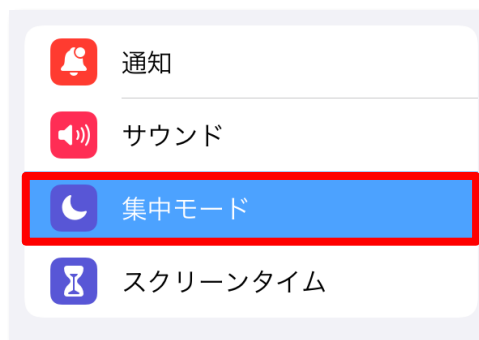 通知
サウンド
集中モード
スクリーンタイム